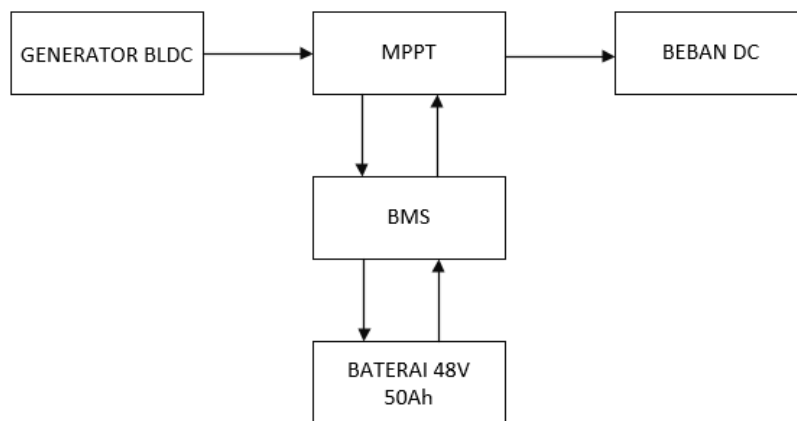 GENERATOR BLDC
MPPT
BEBAN DC
BMS
BATERAI 48V
50Ah